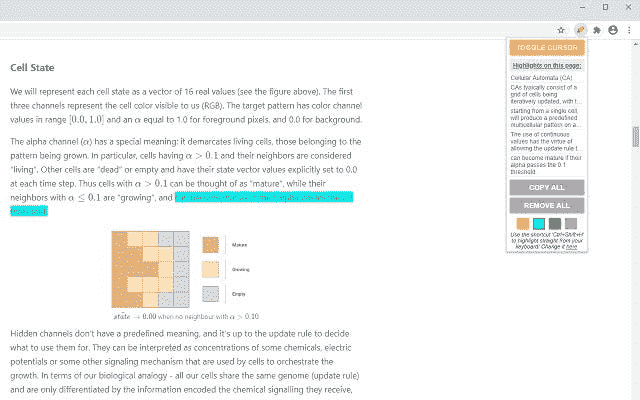 Cell State
We will represent each cell state as a vector of 16 real values (see the figure above). The first
three channels represent the cell color visible to us (RGB). The target pattern has color channel
values in range [0.0, 1.0] and an α equal to 1.0 for foreground pixels, and 0.0 for background.
The alpha channel (α) has a special meaning: it demarcates living cells, those belonging to the
pattern being grown. In particular, cells having α > 0.1 and their neighbors are considered
"living". Other cells are "dead" or empty and have their state vector values explicitly set to 0.0
at each time step. Thus cells with α > 0.1 can be thought of as "mature", while their
neighbors with α ≤ 0.1 are "growing", and
Mature
Growing
Empty
state → 0.00 when no neighbour with α > 0.10
Hidden channels don't have a predefined meaning, and it's up to the update rule to decide
what to use them for. They can be interpreted as concentrations of some chemicals, electric
potentials or some other signaling mechanism that are used by cells to orchestrate the
growth. In terms of our biological analogy - all our cells share the same genome (update rule)
and are only differentiated by the information encoded the chemical signalling they receive,
TOGGLE CURSOR
Highlights on this page:
Cellular Automata (CA)
CAs typically consist of a
grid of cells being
iteratively updated, with t...
starting from a single cell,
will produce a predefined
multicellular pattern on a...
The use of continuous
values has the virtue of
allowing the update rule t...
can become mature if their
alpha passes the 0.1
threshold
COPY ALL
REMOVE ALL
Use the shortcut 'Ctrl+Shift+H'
to highlight straight from your
keyboard! Change it here